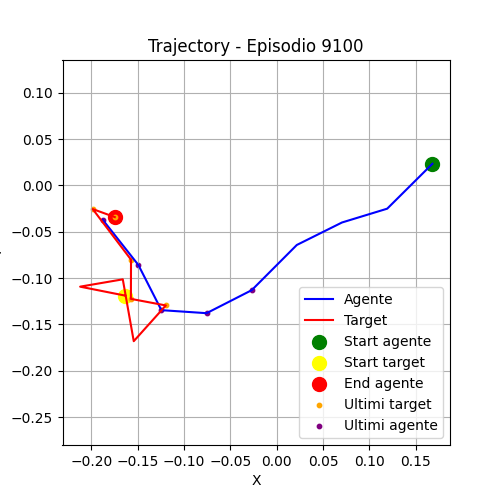 Trajectory - Episodio 9100
0.10
0.05
0.00
−0.05
−0.10
−0.15
−0.20
−0.25
Agente
Target
Start agente
Start target
End agente
Ultimi target
Ultimi agente
−0.20 −0.15 −0.10 −0.05 0.00 0.05 0.10 0.15
X